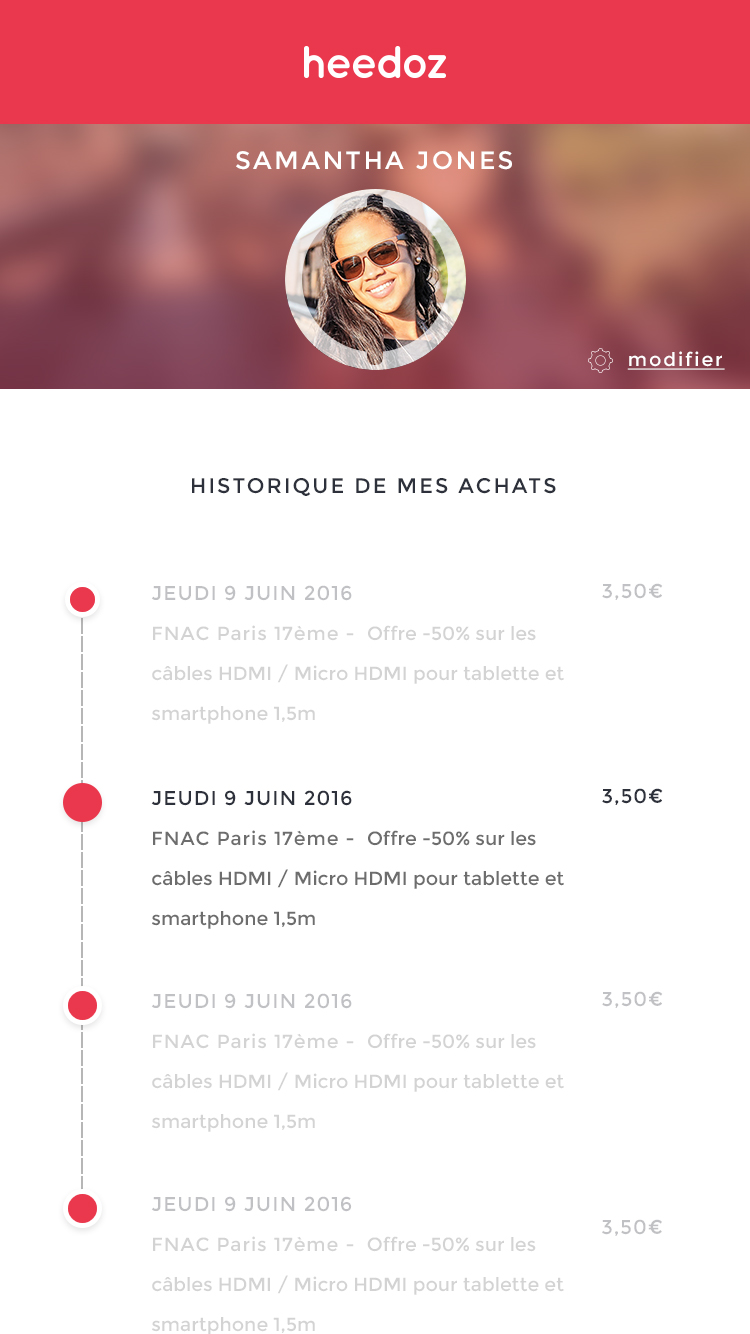 heedoz
SAMANTHA JONES
modifier
HISTORIQUE DE MES ACHATS
JEUDI 9 JUIN 2016 3,50€
FNAC Paris 17ème - Offre -50% sur les
câbles HDMI / Micro HDMI pour tablette et
smartphone 1,5m
JEUDI 9 JUIN 2016 3,50€
FNAC Paris 17ème - Offre -50% sur les
câbles HDMI / Micro HDMI pour tablette et
smartphone 1,5m
JEUDI 9 JUIN 2016 3,50€
FNAC Paris 17ème - Offre -50% sur les
câbles HDMI / Micro HDMI pour tablette et
smartphone 1,5m
JEUDI 9 JUIN 2016
3,50€
FNAC Paris 17ème - Offre -50% sur les
câbles HDMI / Micro HDMI pour tablette et
smartphone 1,5m